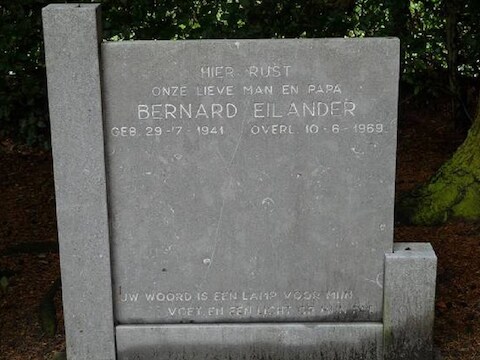 HIER RUST
ONZE LIEVE MAN EN PAPA
BERNARD EILANDER
GEB. 29-17-1941 OVERL. 10-6-1969
UW WOORD IS EEN LAMP VOOR MIJN
VOET EN EEN LICHT